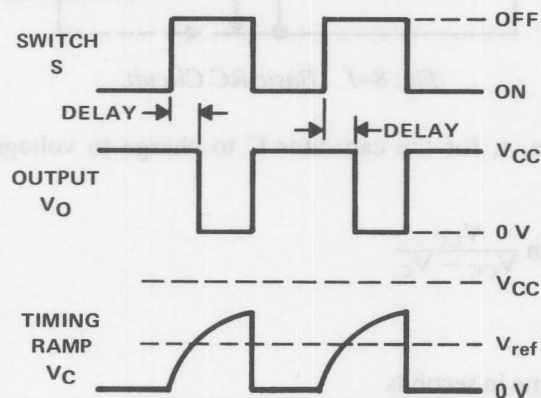 OFF
SWITCH
S
ON
DELAY
DELAY
VCC
OUTPUT
VO
0 V
VCC
TIMING
RAMP
VC
Vref
0 V